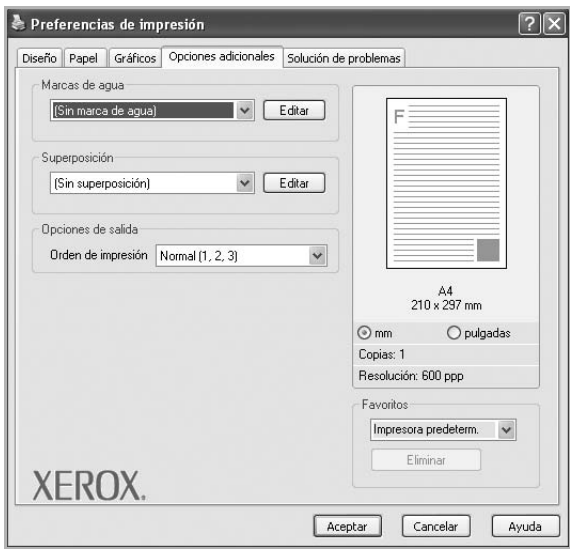 Preferencias de impresión
Diseño Papel Gráficos Opciones adicionales Solución de problemas
Marcas de agua
(Sin marca de agua) Editar
Superposición
(Sin superposición) Editar
Opciones de salida
Orden de impresión Normal (1, 2, 3)
F
A4
210 x 297 mm
mm pulgadas
Copias: 1
Resolución: 600 ppp
Favoritos
Impresora predeterm.
Eliminar
XEROX.
Aceptar Cancelar Ayuda